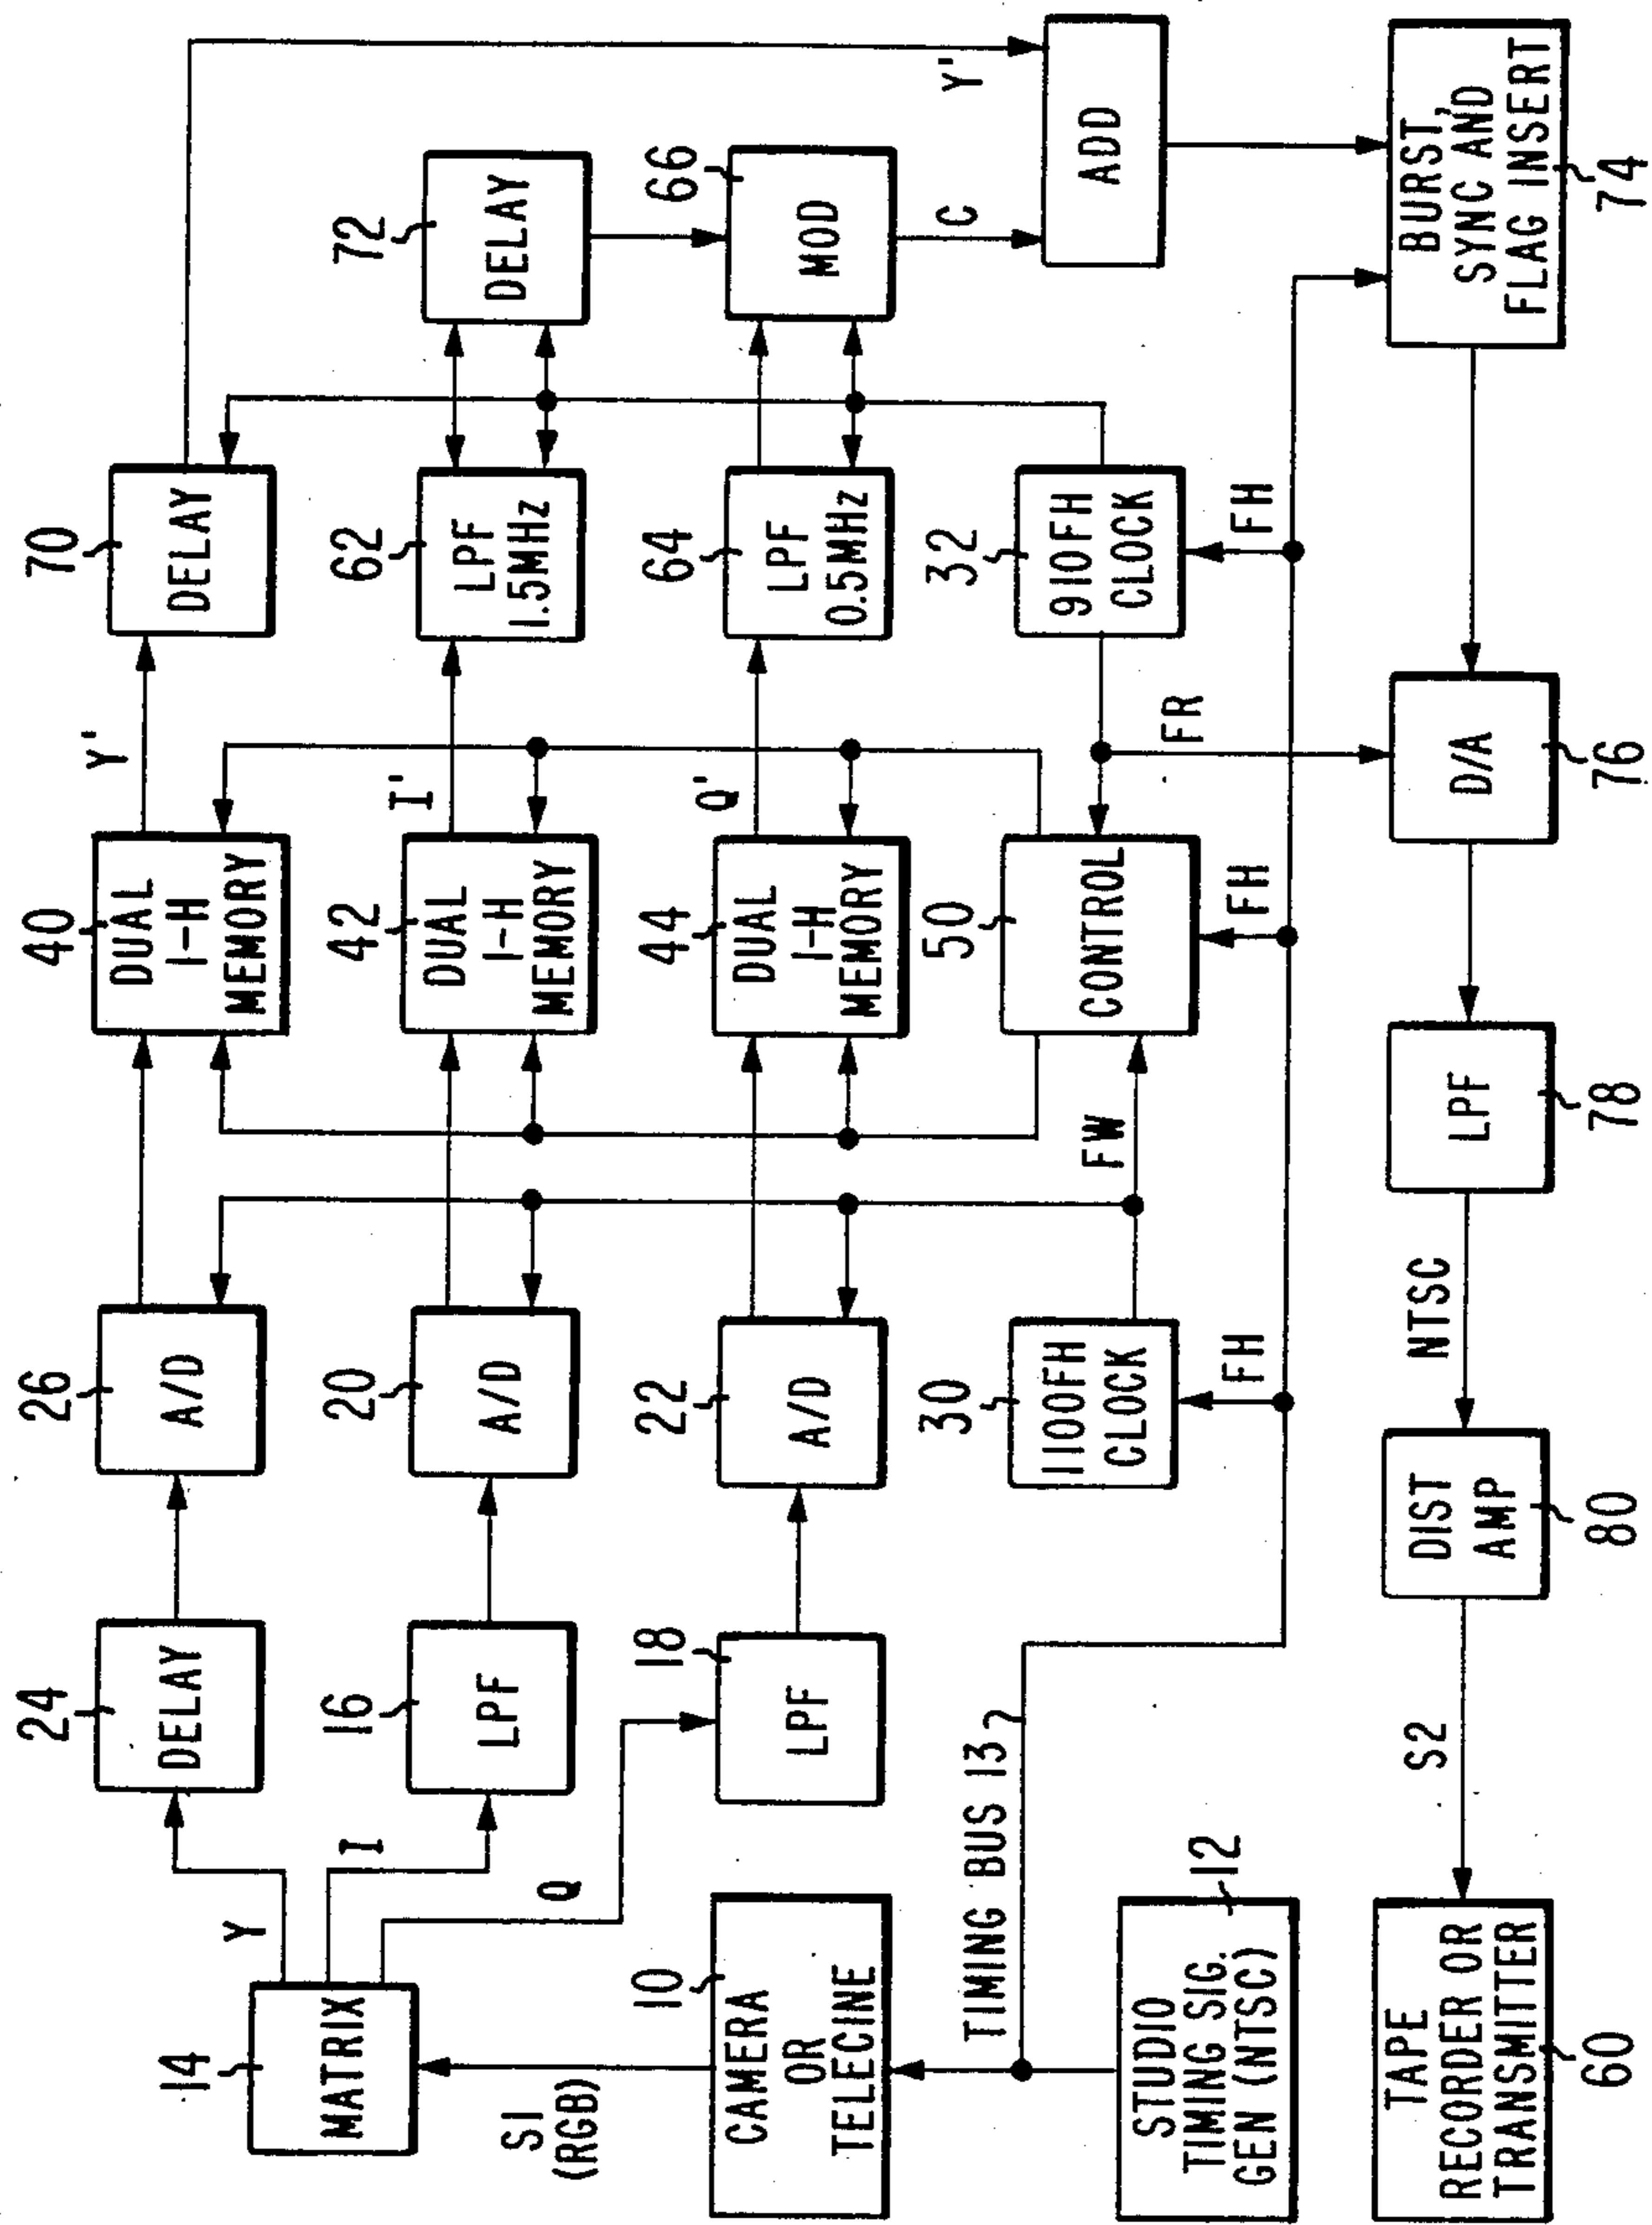 14
MATRIX
Y
I
Q
S1
(RGB)
24
DELAY
26
A/D
40
DUAL
1-H
MEMORY
Y'
70
DELAY
16
LPF
20
A/D
42
DUAL
1-H
MEMORY
I'
62
LPF
1.5MHz
72
DELAY
18
LPF
22
A/D
44
DUAL
1-H
MEMORY
Q'
64
LPF
0.5MHz
66
MOD
C
Y'
ADD
10
CAMERA
OR
TELECINE
TIMING BUS 13
30
1100FH
CLOCK
FW
50
CONTROL
32
910FH
CLOCK
FR
FH
FH
FH
12
STUDIO
TIMING SIG.
GEN (NTSC)
TAPE
RECORDER OR
TRANSMITTER
60
S2
DIST
AMP
80
NTSC
LPF
78
D/A
76
BURST,
SYNC AND
FLAG INSERT
74